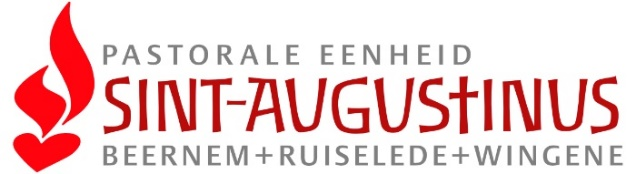 PASTORALE EENHEID
SINT-AUGUSTINUS
BEERNEM+RUISELEDE+WINGENE